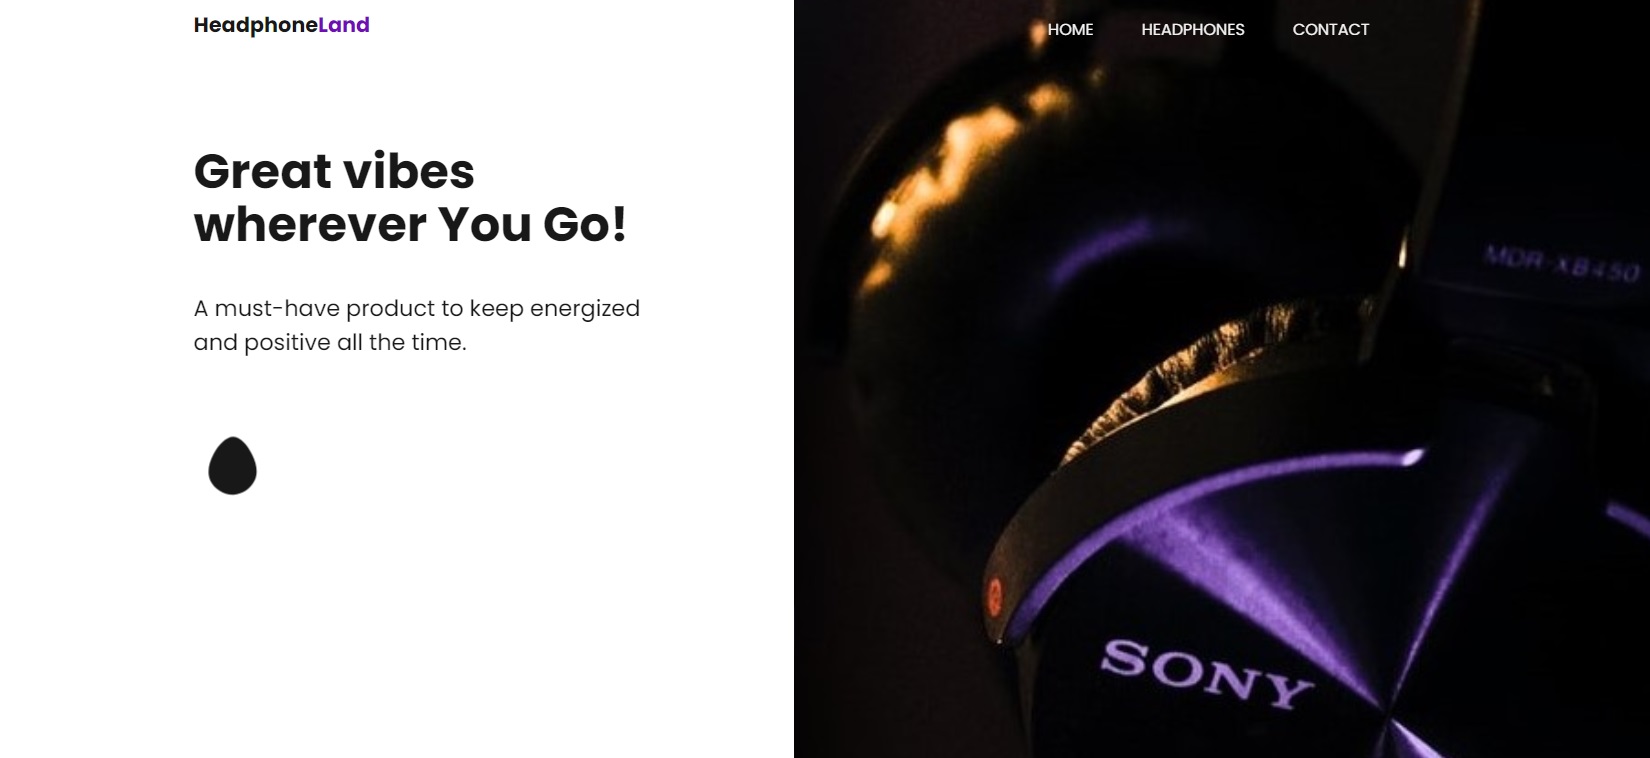 HeadphoneLand
HOME HEADPHONES CONTACT
Great vibes
wherever You Go!
A must-have product to keep energized
and positive all the time.
MDR-XB450
SONY